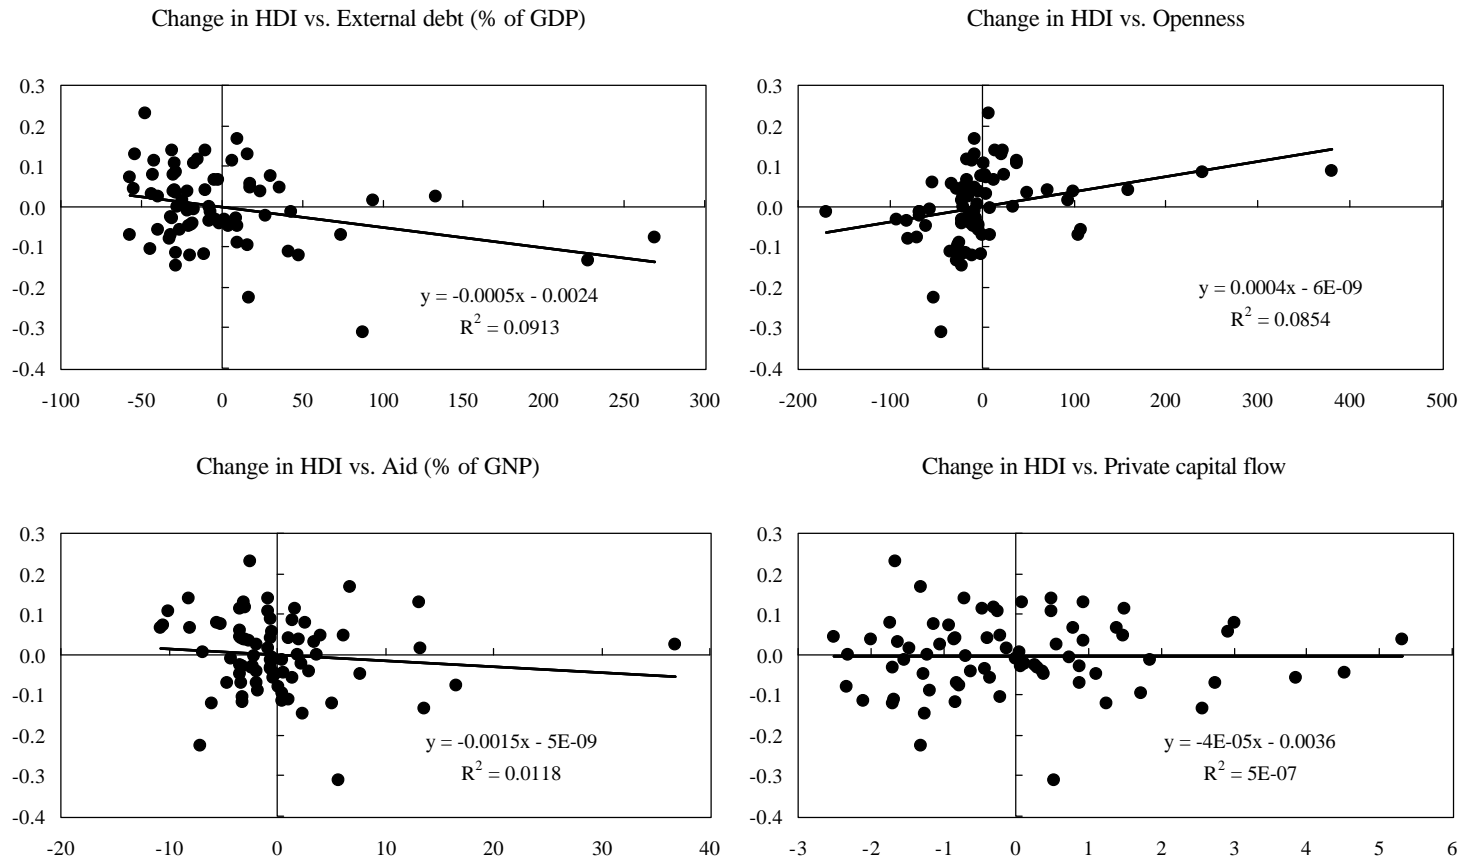 Change in HDI vs. External debt (% of GDP)
0.3
0.2
0.1
0.0
-0.1
-0.2
-0.3
-0.4
y = -0.0005x - 0.0024
R² = 0.0913
-100 -50 0 50 100 150 200 250 300
Change in HDI vs. Openness
0.3
0.2
0.1
0.0
-0.1
-0.2
-0.3
-0.4
y = 0.0004x - 6E-09
R² = 0.0854
-200 -100 0 100 200 300 400 500
Change in HDI vs. Aid (% of GNP)
0.3
0.2
0.1
0.0
-0.1
-0.2
-0.3
-0.4
y = -0.0015x - 5E-09
R² = 0.0118
-20 -10 0 10 20 30 40
Change in HDI vs. Private capital flow
0.3
0.2
0.1
0.0
-0.1
-0.2
-0.3
-0.4
y = -4E-05x - 0.0036
R² = 5E-07
-3 -2 -1 0 1 2 3 4 5 6